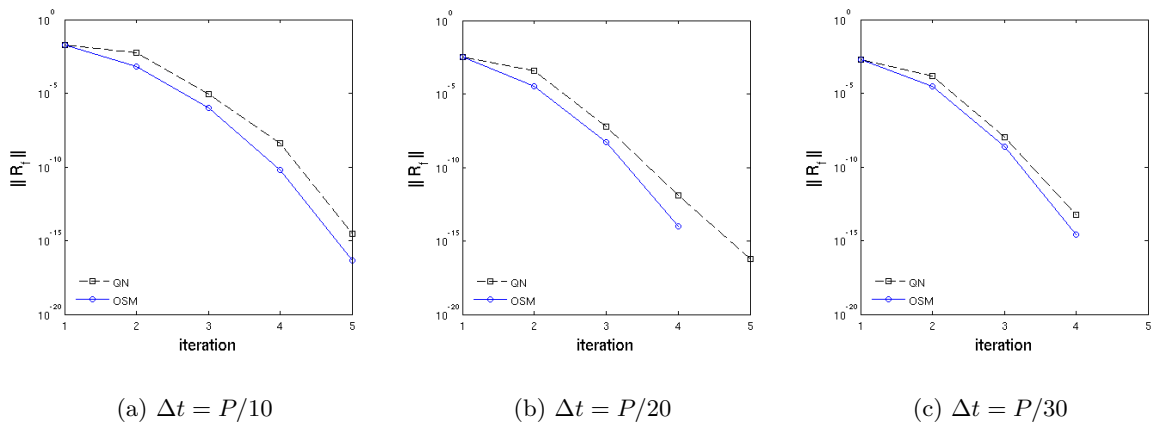 10^0
10^-5
10^-10
10^-15
10^-20
|| R_f ||
QN
OSM
1 2 3 4 5
iteration
(a) Δt = P/10
10^0
10^-5
10^-10
10^-15
10^-20
|| R_f ||
QN
OSM
1 2 3 4 5
iteration
(b) Δt = P/20
10^0
10^-5
10^-10
10^-15
10^-20
|| R_f ||
QN
OSM
1 2 3 4 5
iteration
(c) Δt = P/30